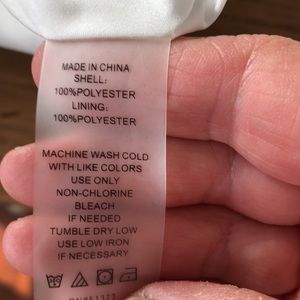 MADE IN CHINA
SHELL:
100%POLYESTER
LINING:
100%POLYESTER
MACHINE WASH COLD
WITH LIKE COLORS
USE ONLY
NON-CHLORINE
BLEACH
IF NEEDED
TUMBLE DRY LOW
USE LOW IRON
IF NECESSARY